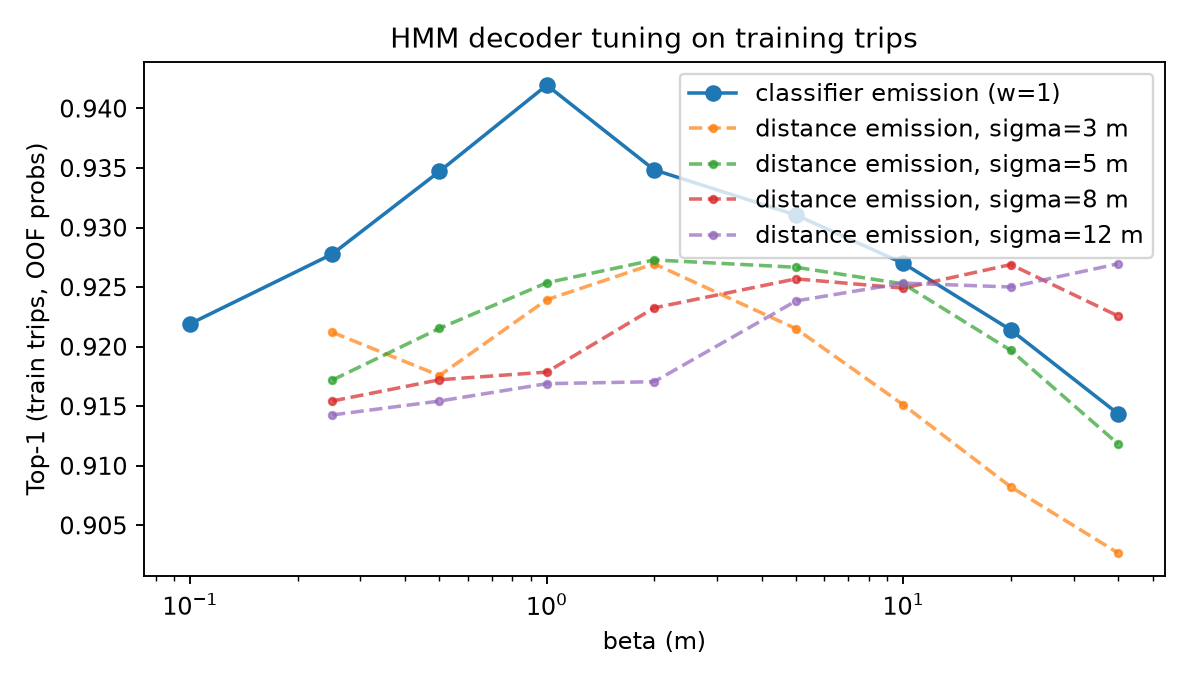 HMM decoder tuning on training trips
classifier emission (w=1)
distance emission, sigma=3 m
distance emission, sigma=5 m
distance emission, sigma=8 m
distance emission, sigma=12 m
Top-1 (train trips, OOF probs)
0.940
0.935
0.930
0.925
0.920
0.915
0.910
0.905
10⁻¹ 10⁰ 10¹
beta (m)